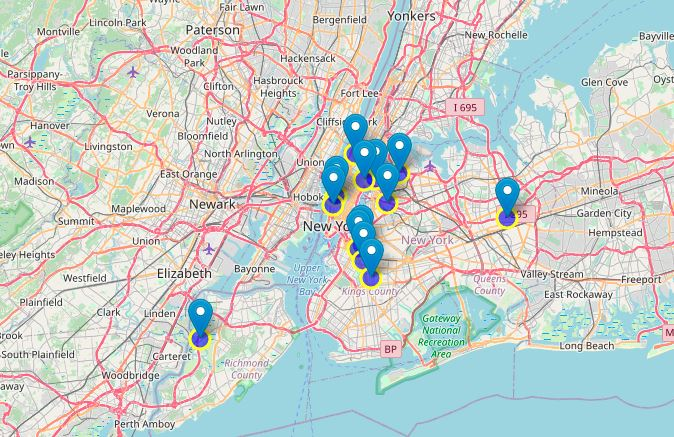 Lincoln Park
Fair Lawn
Bergenfield
Yonkers
Montville
Paterson
New Rochelle
Bayville
Woodland
Park
Hackensack
Parsippany-
Troy Hills
Clifton
Hasbrouck
Heights
Fort Lee
Glen Cove
I 695
Verona
Nutley
Cliffside
Hanover
Bloomfield
Livingston
North Arlington
Union
Madison
East Orange
Mineola
Maplewood
Newark
Hobok
Garden City
Summit
New Yo
New York
Hempstead
Union
Bayonne
Upper
New York
Bay
Elizabeth
Valley Stream
Westfield
Kings County
Queens
County
Freeport
Plainfield
East Rockaway
Clark
Linden
Gateway
National
Recreation
Area
South Plainfield
Carteret
BP
Long Beach
Woodbridge
Richmond
County
Perth Amboy